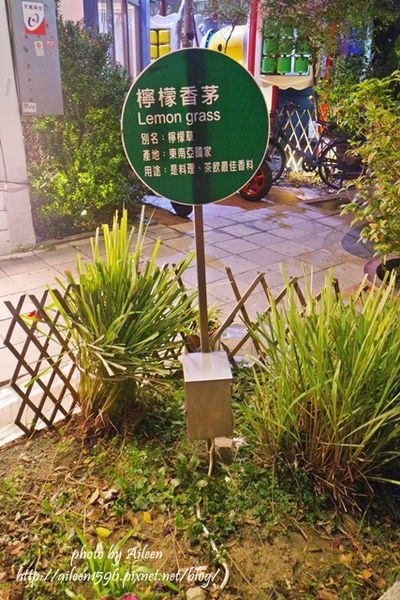 檸檬香茅
Lemon grass
別名：檸檬草
產地：東南亞國家
用途：是料理、茶飲最佳香料
photo by Aileen
http://aileen1596.pixnet.net/blog/